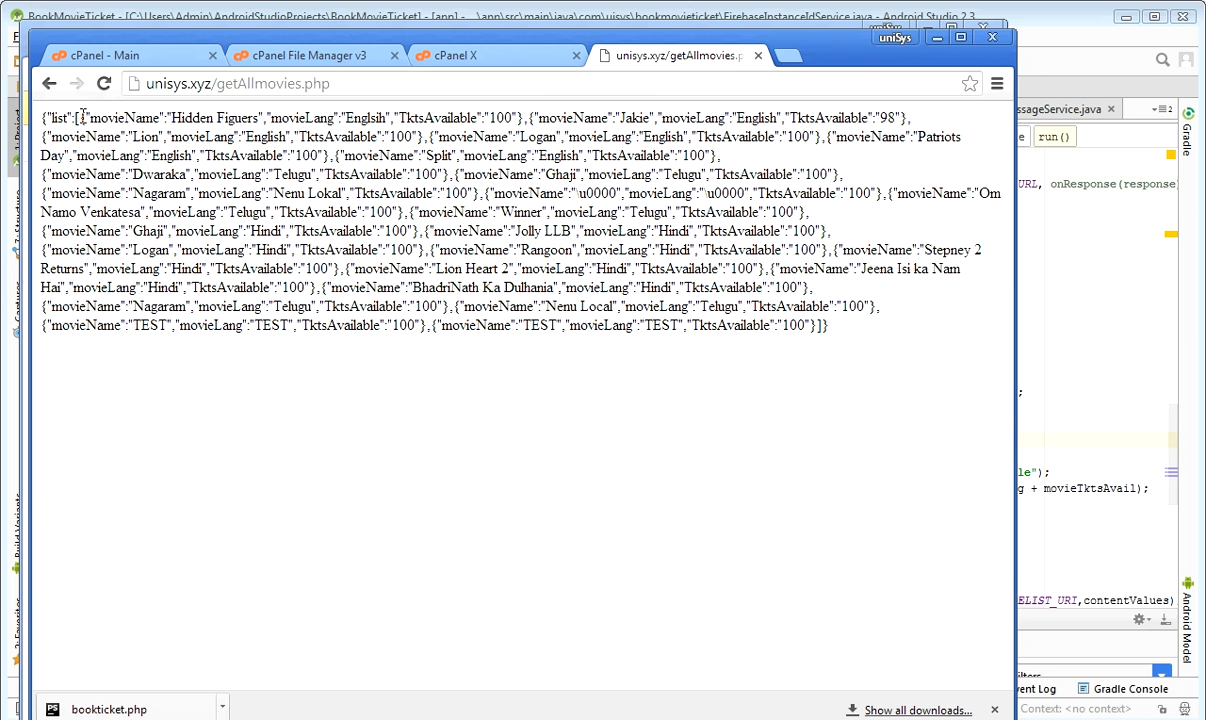 BookMovieTicket - [C:\Users\Admin\AndroidStudioProjects\BookMovieTicket] - [app] - ...\app\src\main\java\com\uisys\bookmovieticket\FirebaseInstanceIdService.java - Android Studio 2.3
uniSys
cPanel - Main
cPanel File Manager v3
cPanel X
unisys.xyz/getAllmovies.p
unisys.xyz/getAllmovies.php
{"list":[{"movieName":"Hidden Figuers","movieLang":"Englsih","TktsAvailable":"100"},{"movieName":"Jakie","movieLang":"English","TktsAvailable":"98"},
{"movieName":"Lion","movieLang":"English","TktsAvailable":"100"},{"movieName":"Logan","movieLang":"English","TktsAvailable":"100"},{"movieName":"Patriots
Day","movieLang":"English","TktsAvailable":"100"},{"movieName":"Split","movieLang":"English","TktsAvailable":"100"},
{"movieName":"Dwaraka","movieLang":"Telugu","TktsAvailable":"100"},{"movieName":"Ghaji","movieLang":"Telugu","TktsAvailable":"100"},
{"movieName":"Nagaram","movieLang":"Nenu Lokal","TktsAvailable":"100"},{"movieName":"\u0000","movieLang":"\u0000","TktsAvailable":"100"},{"movieName":"Om
Namo Venkatesa","movieLang":"Telugu","TktsAvailable":"100"},{"movieName":"Winner","movieLang":"Telugu","TktsAvailable":"100"},
{"movieName":"Ghaji","movieLang":"Hindi","TktsAvailable":"100"},{"movieName":"Jolly LLB","movieLang":"Hindi","TktsAvailable":"100"},
{"movieName":"Logan","movieLang":"Hindi","TktsAvailable":"100"},{"movieName":"Rangoon","movieLang":"Hindi","TktsAvailable":"100"},{"movieName":"Stepney 2
Returns","movieLang":"Hindi","TktsAvailable":"100"},{"movieName":"Lion Heart 2","movieLang":"Hindi","TktsAvailable":"100"},{"movieName":"Jeena Isi ka Nam
Hai","movieLang":"Hindi","TktsAvailable":"100"},{"movieName":"BhadriNath Ka Dulhania","movieLang":"Hindi","TktsAvailable":"100"},
{"movieName":"Nagaram","movieLang":"Telugu","TktsAvailable":"100"},{"movieName":"Nenu Local","movieLang":"Telugu","TktsAvailable":"100"},
{"movieName":"TEST","movieLang":"TEST","TktsAvailable":"100"},{"movieName":"TEST","movieLang":"TEST","TktsAvailable":"100"}]}
ssageService.java
run()
URL, onResponse(response)
;
le");
g + movieTktsAvail);
ELIST_URI,contentValues)
Gradle
Android Model
ilters
vent Log
Gradle Console
Context: <no context>
bookticket.php
Show all downloads...